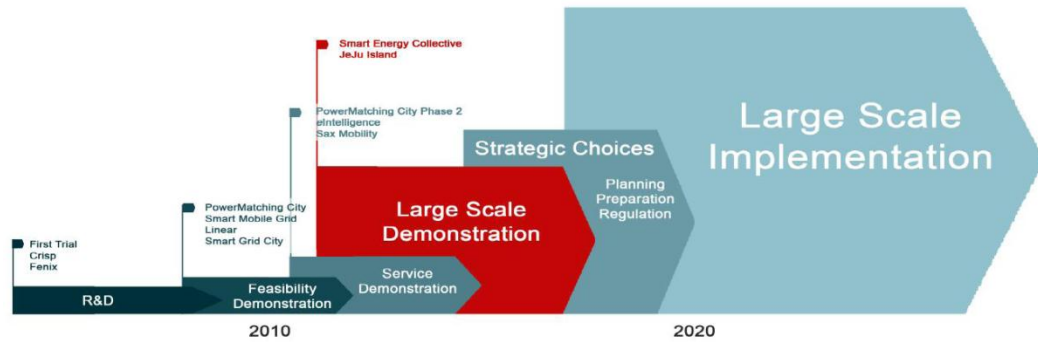 Smart Energy Collective
JeJu Island
PowerMatching City Phase 2
eIntelligence
Sax Mobility
PowerMatching City
Smart Mobile Grid
Linear
Smart Grid City
First Trial
Crisp
Fenix
R&D
Feasibility
Demonstration
Service
Demonstration
Large Scale
Demonstration
Strategic Choices
Planning
Preparation
Regulation
Large Scale
Implementation
2010
2020